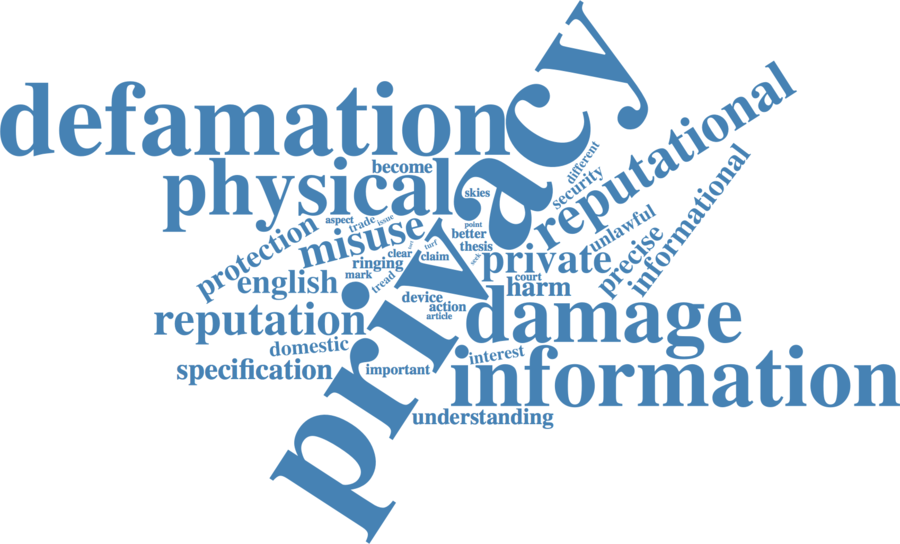 privacy
defamation
physical
become
skies
different
security
reputational
informational
unlawful
precise
protection
aspect
trade
issue
misuse
point
better
thesis
turf
claim
clear
ringing
mark
tread
english
seek
private
court
harm
device
action
article
reputation
damage
domestic
specification
important
interest
information
understanding